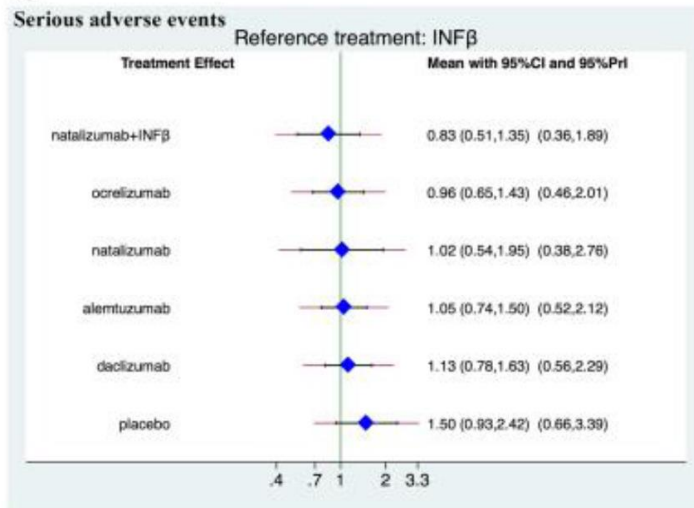 Serious adverse events
Reference treatment: INFβ
Treatment Effect Mean with 95%CI and 95%PrI
natalizumab+INFβ 0.83 (0.51,1.35) (0.36,1.89)
ocrelizumab 0.96 (0.65,1.43) (0.46,2.01)
natalizumab 1.02 (0.54,1.95) (0.38,2.76)
alemtuzumab 1.05 (0.74,1.50) (0.52,2.12)
daclizumab 1.13 (0.78,1.63) (0.56,2.29)
placebo 1.50 (0.93,2.42) (0.66,3.39)
.4 .7 1 2 3.3